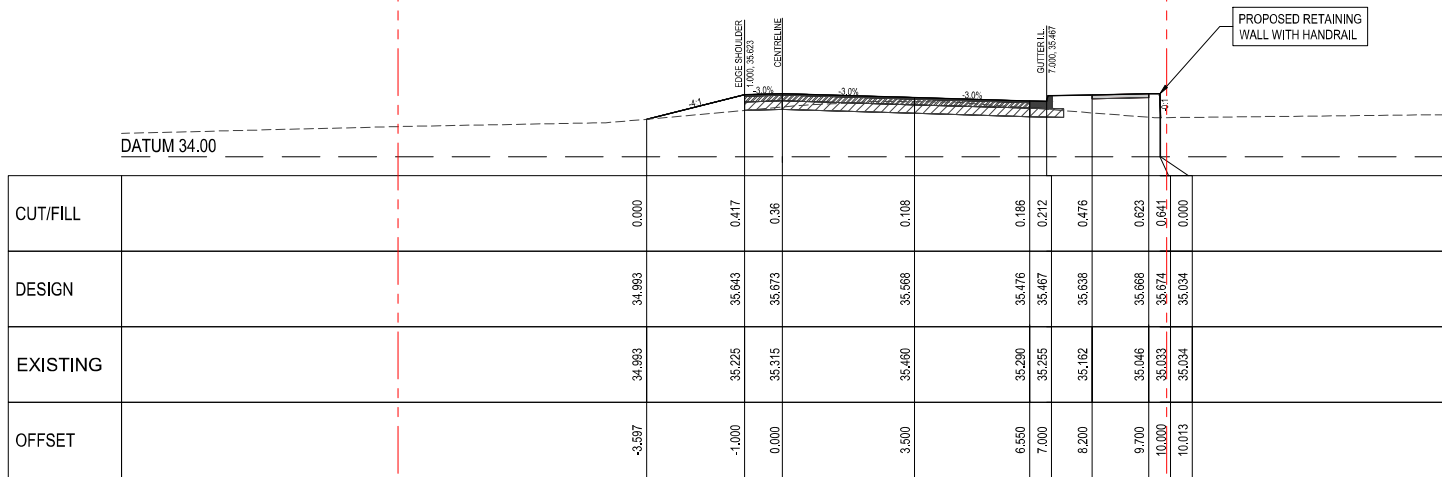 PROPOSED RETAINING
WALL WITH HANDRAIL
EDGE SHOULDER
1.000, 35.623
CENTRELINE
GUTTER I.L.
7.000, 35.467
-4:1
-3.0%
-3.0%
-3.0%
-0:1
DATUM 34.00
CUT/FILL 0.000 0.417 0.36 0.108 0.186 0.212 0.476 0.623 0.641 0.000
DESIGN 34.993 35.643 35.673 35.568 35.476 35.467 35.638 35.668 35.674 35.034
EXISTING 34.993 35.225 35.315 35.460 35.290 35.255 35.162 35.046 35.033 35.034
OFFSET -3.597 -1.000 0.000 3.500 6.550 7.000 8.200 9.700 10.000 10.013